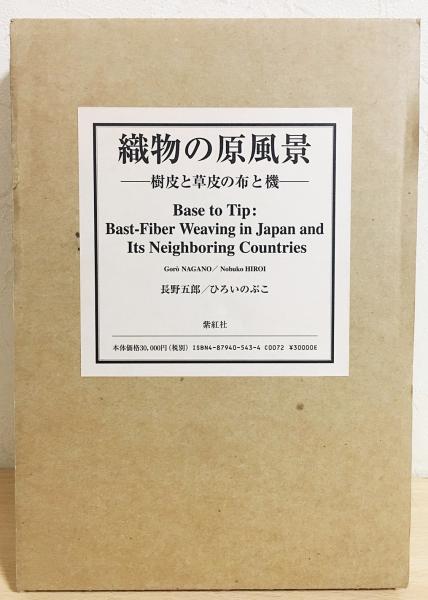 織物の原風景
―樹皮と草皮の布と機―
Base to Tip:
Bast-Fiber Weaving in Japan and
Its Neighboring Countries
Gorō NAGANO／Nobuko HIROI
長野五郎／ひろいのぶこ
紫紅社
本体価格30,000円（税別） ISBN4-87940-543-4 C0072 ¥30000E